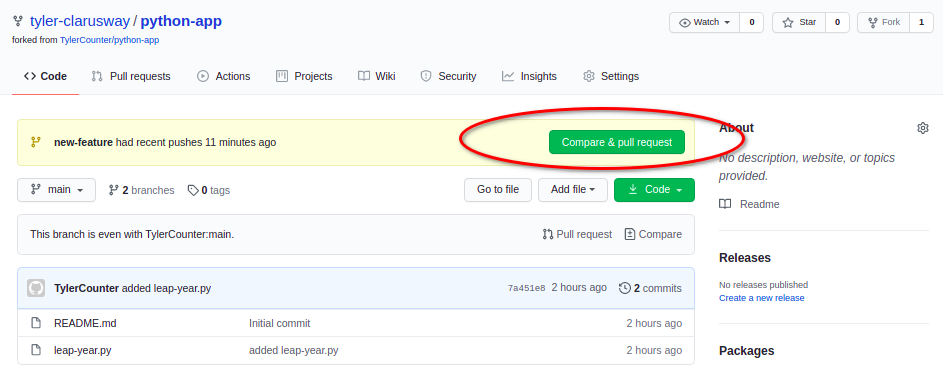 tyler-clarusway / python-app
forked from TylerCounter/python-app
Watch 0 Star 0 Fork 1
Code Pull requests Actions Projects Wiki Security Insights Settings
new-feature had recent pushes 11 minutes ago Compare & pull request
main 2 branches 0 tags Go to file Add file Code
This branch is even with TylerCounter:main. Pull request Compare
TylerCounter added leap-year.py 7a451e8 2 hours ago 2 commits
README.md Initial commit 2 hours ago
leap-year.py added leap-year.py 2 hours ago
About
No description, website, or topics
provided.
Readme
Releases
No releases published
Create a new release
Packages